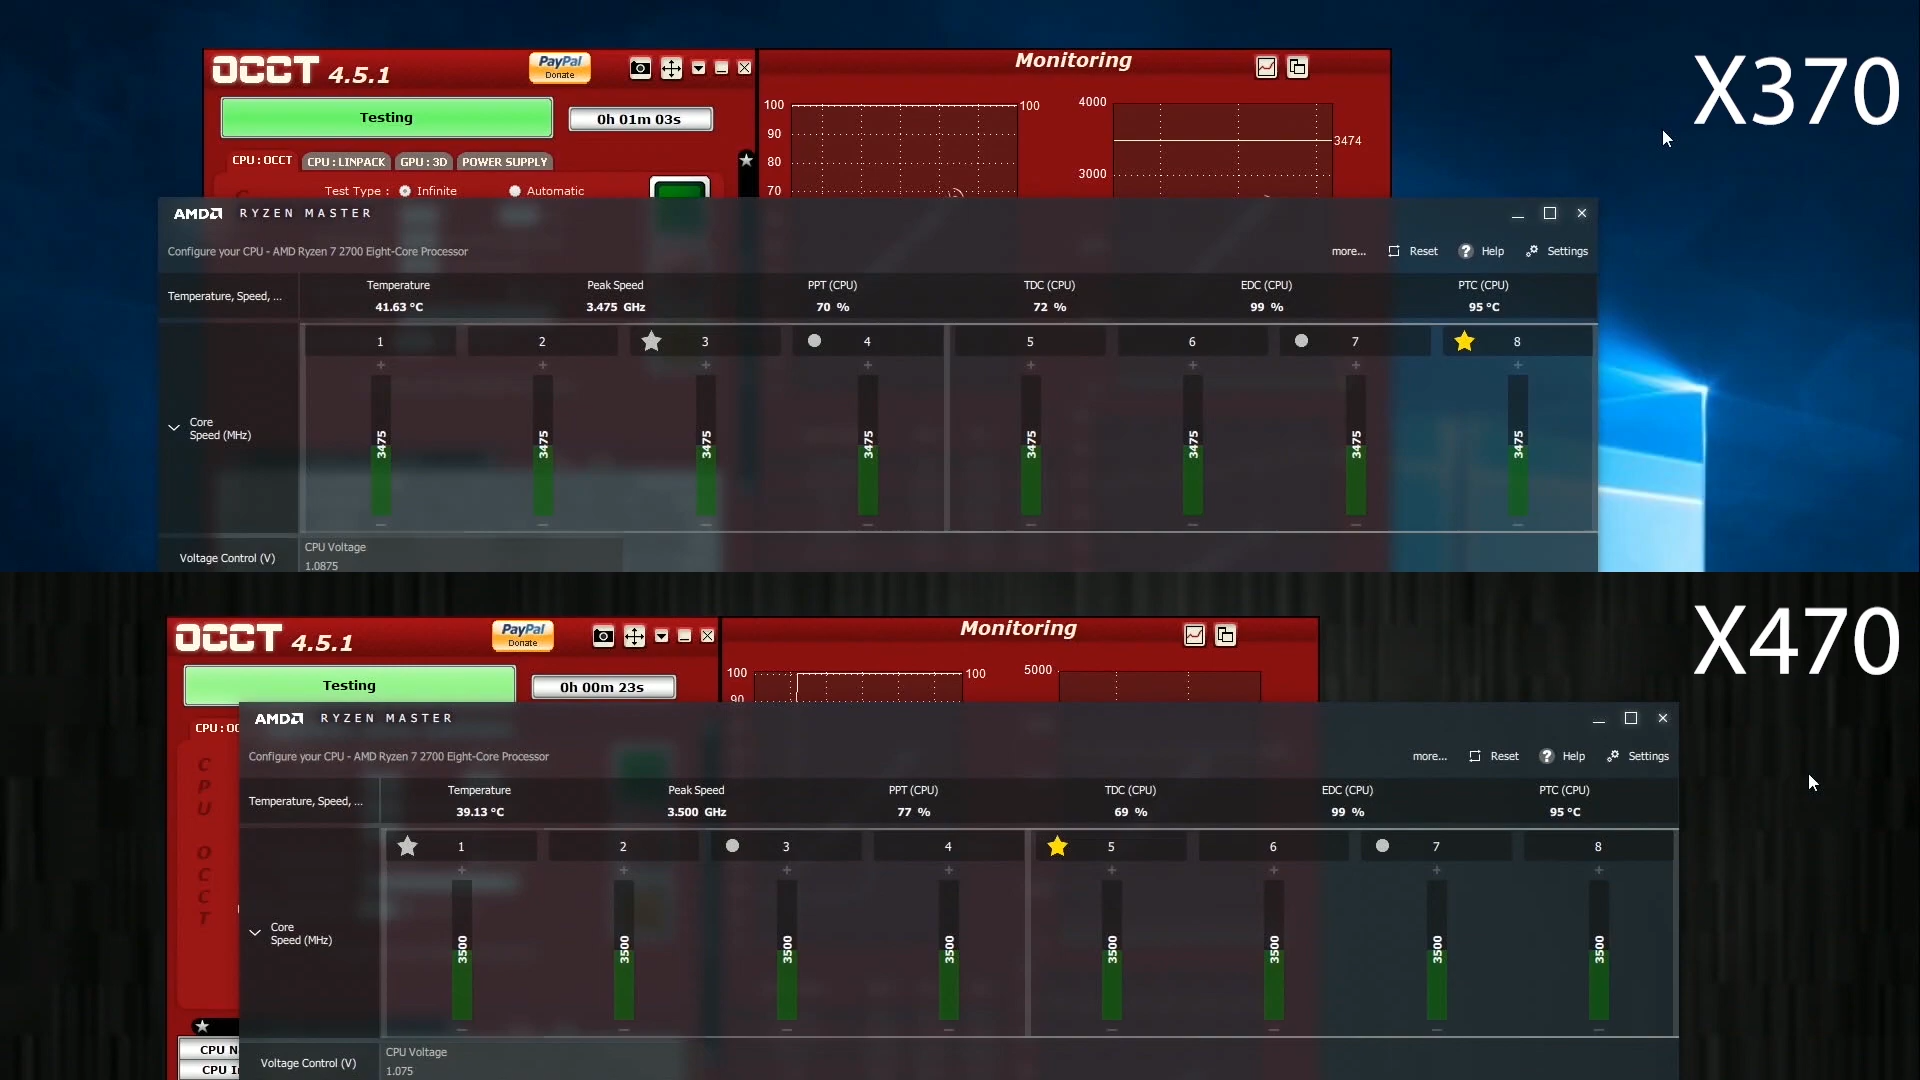 X370
OCCT 4.5.1
PayPal
Donate
Monitoring
Testing
0h 01m 03s
CPU:OCCT CPU:LINPACK GPU:3D POWER SUPPLY
Test Type : Infinite Automatic
100
90
80
70
100
4000
3474
3000
AMD RYZEN MASTER
Configure your CPU - AMD Ryzen 7 2700 Eight-Core Processor
more... Reset Help Settings
Temperature, Speed, ...
Temperature Peak Speed PPT (CPU) TDC (CPU) EDC (CPU) PTC (CPU)
41.63 °C 3.475 GHz 70 % 72 % 99 % 95 °C
1 2 3 4 5 6 7 8
Core
Speed (MHz)
3475 3475 3475 3475 3475 3475 3475 3475
Voltage Control (V)
CPU Voltage
1.0875
X470
OCCT 4.5.1
PayPal
Donate
Monitoring
Testing
0h 00m 23s
100
90
100
5000
CPU:OC
CPU OCCT
AMD RYZEN MASTER
Configure your CPU - AMD Ryzen 7 2700 Eight-Core Processor
more... Reset Help Settings
Temperature, Speed, ...
Temperature Peak Speed PPT (CPU) TDC (CPU) EDC (CPU) PTC (CPU)
39.13 °C 3.500 GHz 77 % 69 % 99 % 95 °C
1 2 3 4 5 6 7 8
Core
Speed (MHz)
3500 3500 3500 3500 3500 3500 3500 3500
CPU N
CPU
Voltage Control (V)
CPU Voltage
1.075